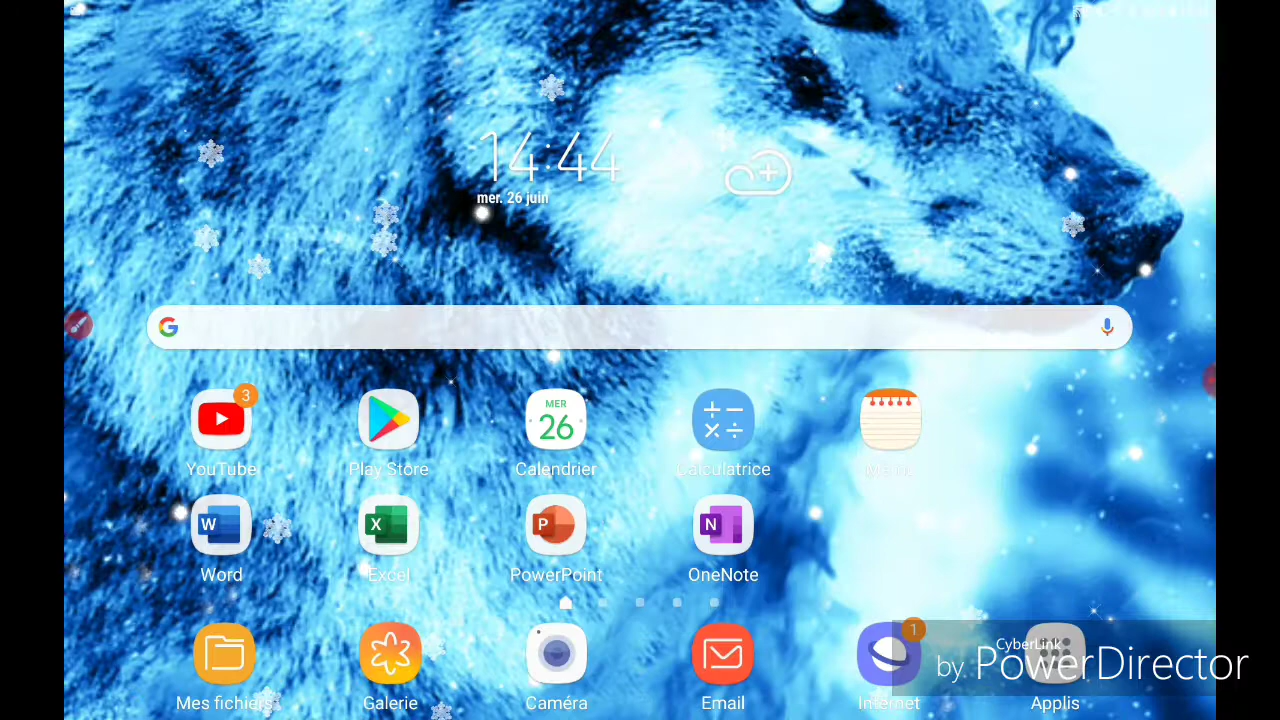 14:44
mer. 26 juin
3
MER
26
YouTube
Play Store
Calendrier
Calculatrice
Mémo
W
X
P
N
Word
Excel
PowerPoint
OneNote
1
CyberLink
by PowerDirector
Mes fichiers
Galerie
Caméra
Email
Internet
Applis